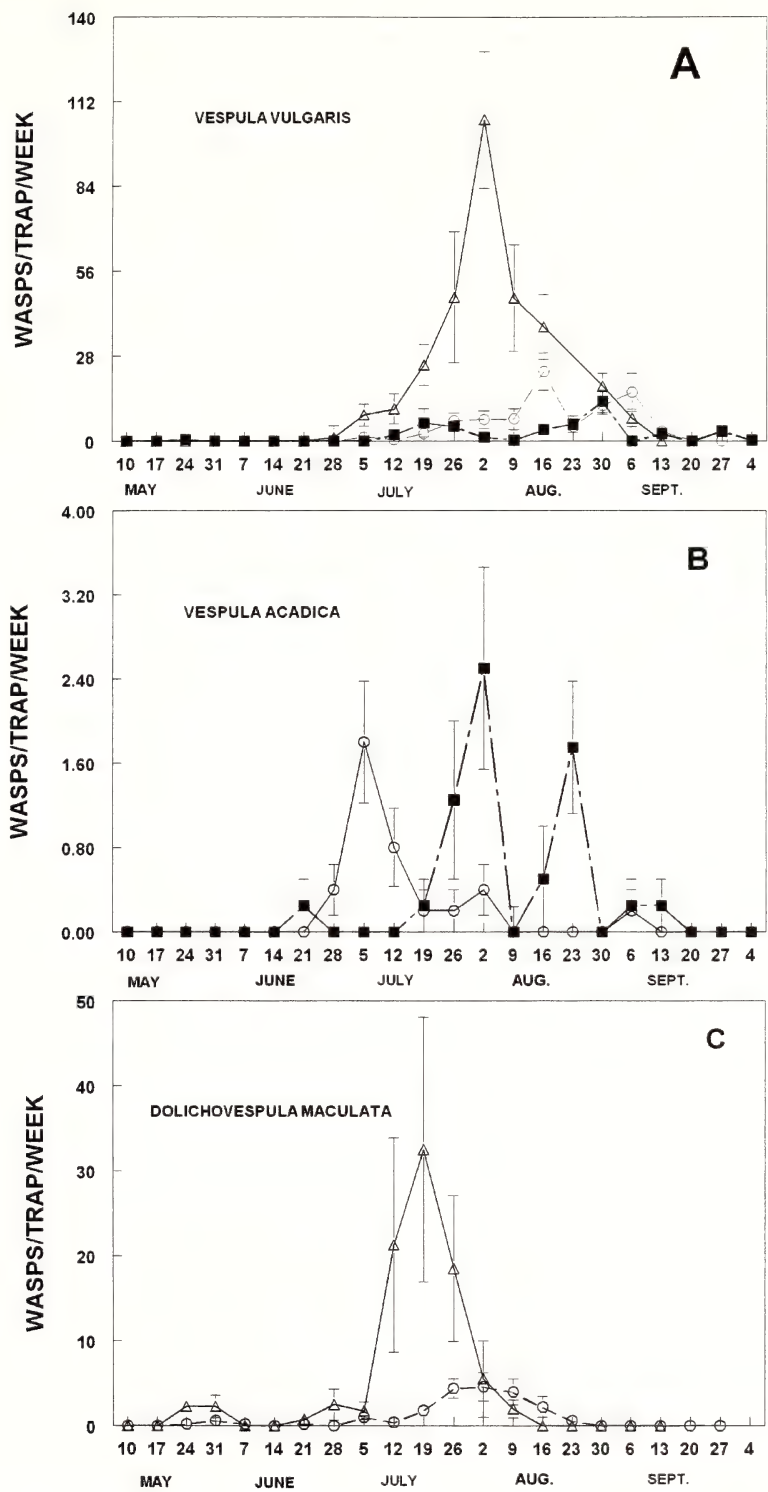 A
VESPULA VULGARIS
WASPS/TRAP/WEEK
140
112
84
56
28
0
10 17 24 31 7 14 21 28 5 12 19 26 2 9 16 23 30 6 13 20 27 4
MAY JUNE JULY AUG. SEPT.
B
VESPULA ACADICA
WASPS/TRAP/WEEK
4.00
3.20
2.40
1.60
0.80
0.00
10 17 24 31 7 14 21 28 5 12 19 26 2 9 16 23 30 6 13 20 27 4
MAY JUNE JULY AUG. SEPT.
C
DOLICHOVESPULA MACULATA
WASPS/TRAP/WEEK
50
40
30
20
10
0
10 17 24 31 7 14 21 28 5 12 19 26 2 9 16 23 30 6 13 20 27 4
MAY JUNE JULY AUG. SEPT.